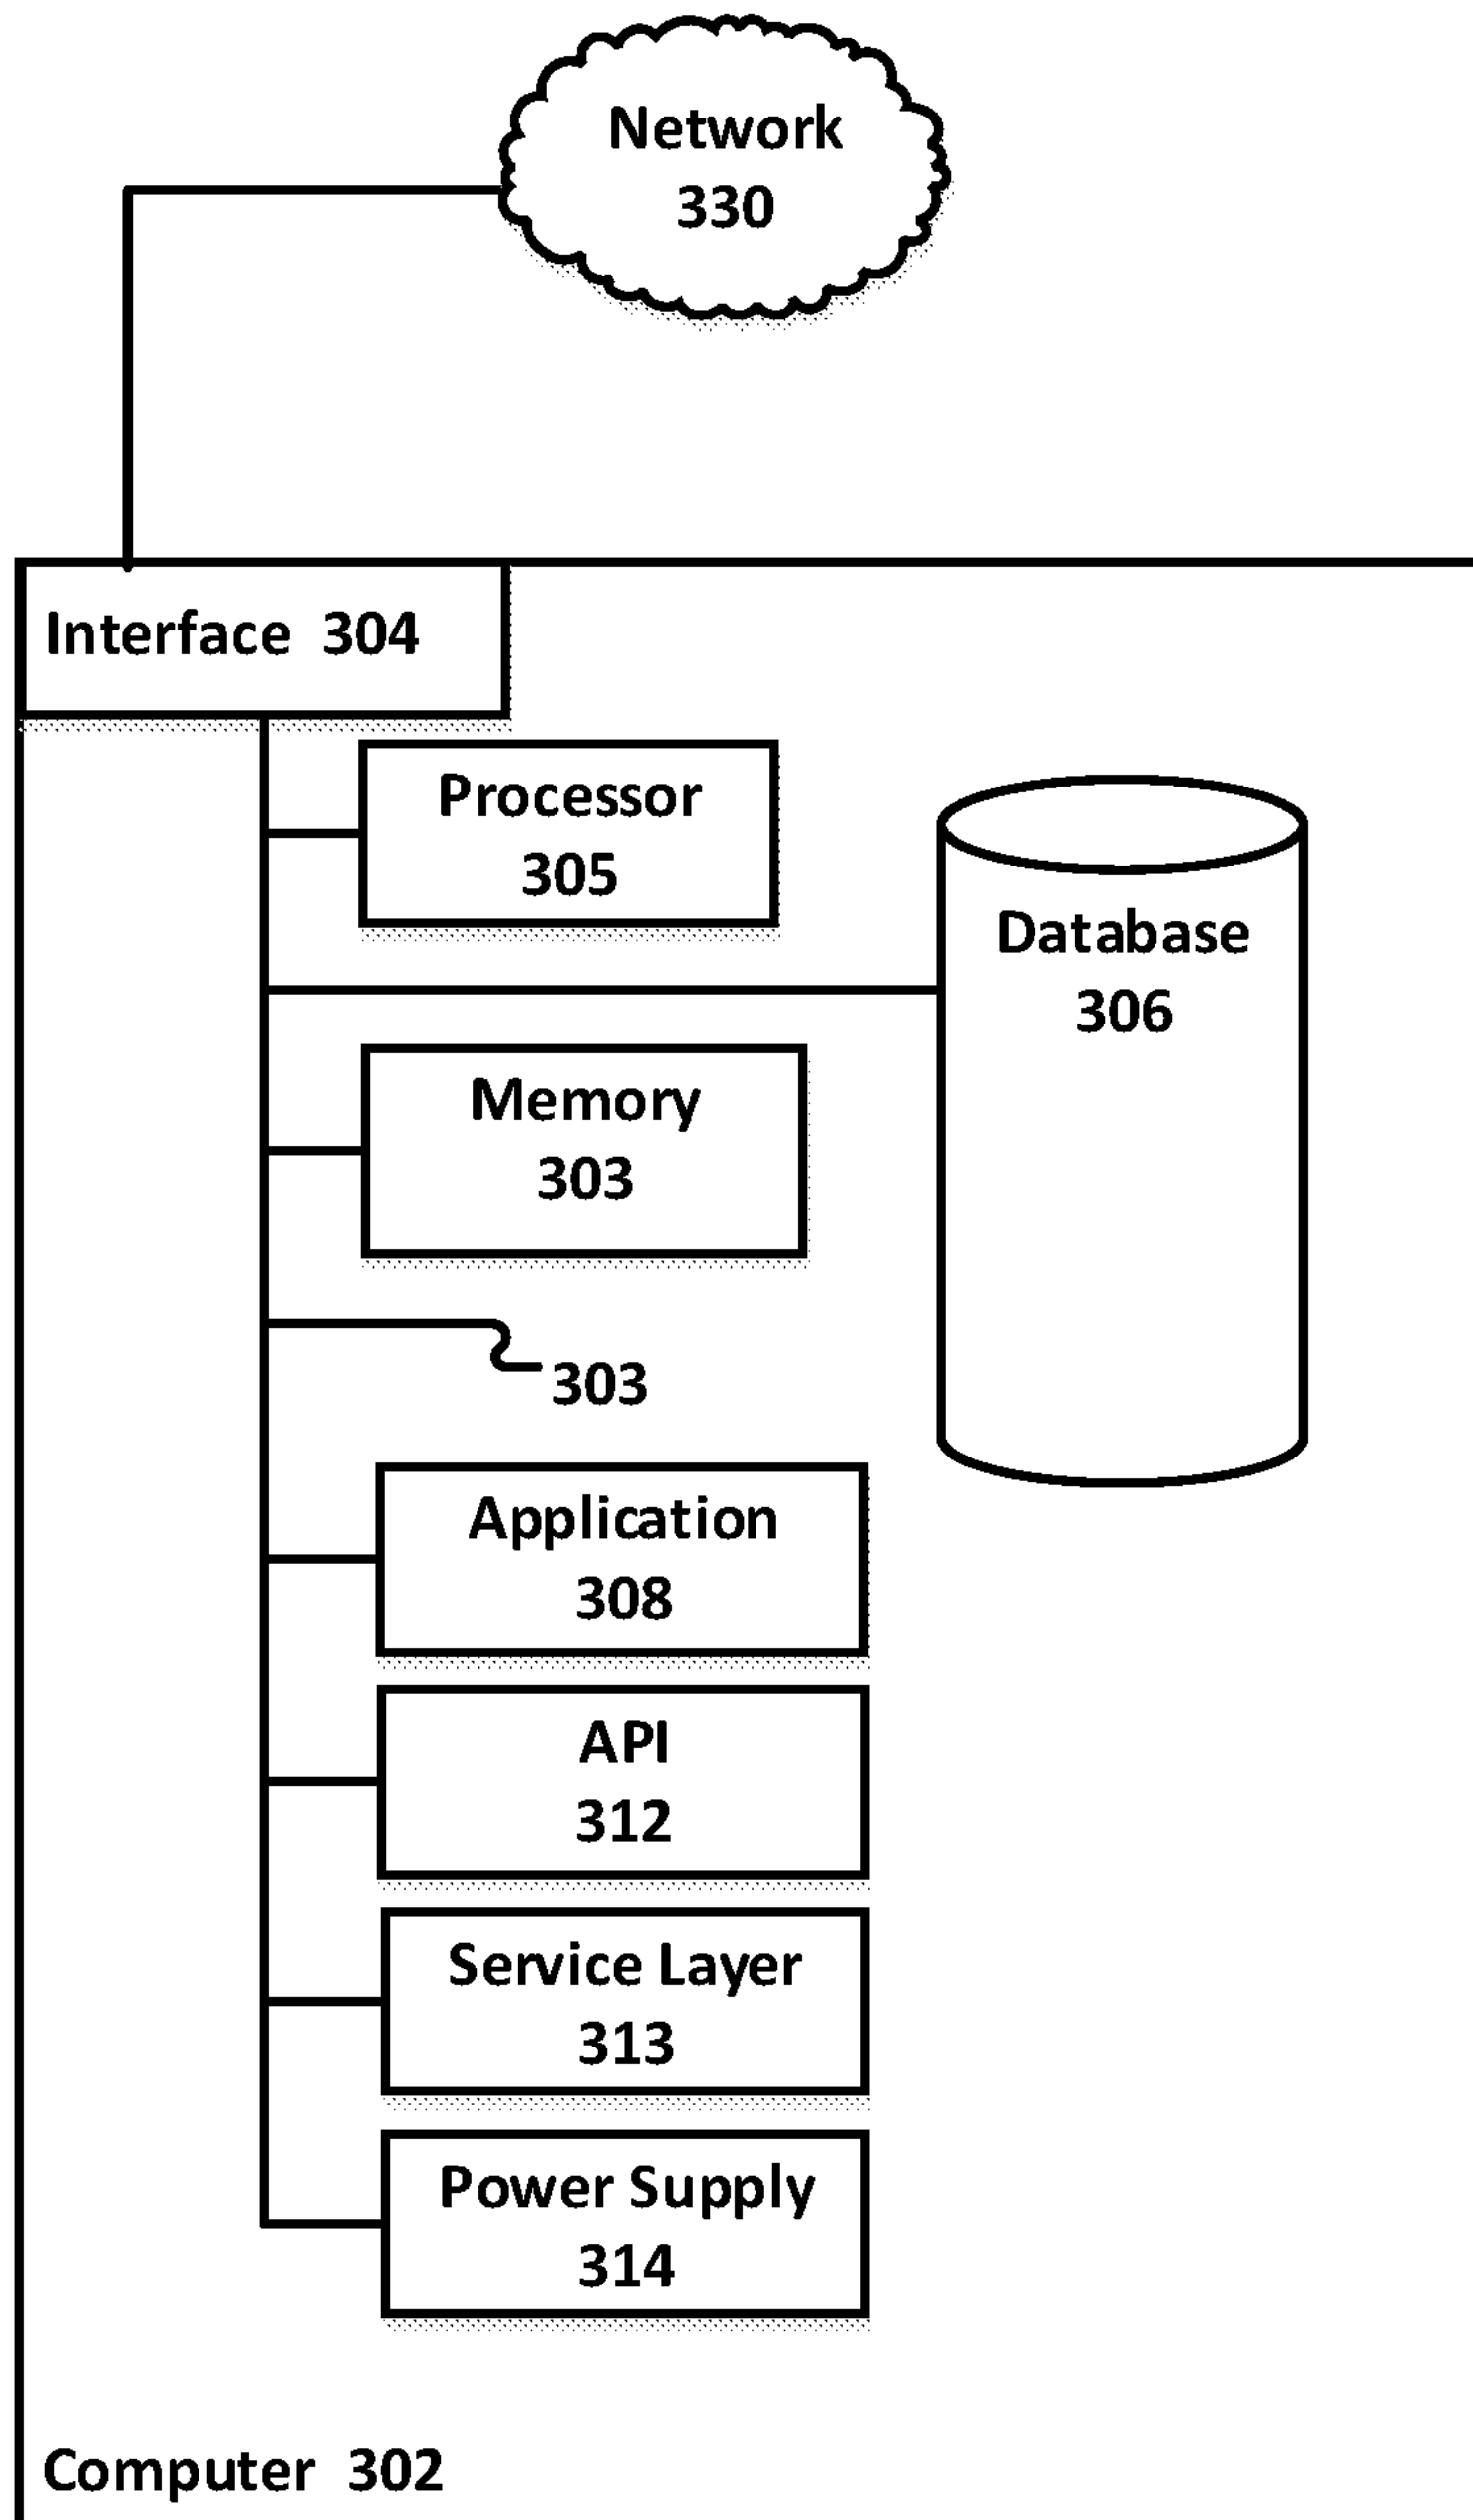 Network
330
Interface 304
Processor
305
Database
306
Memory
303
303
Application
308
API
312
Service Layer
313
Power Supply
314
Computer 302